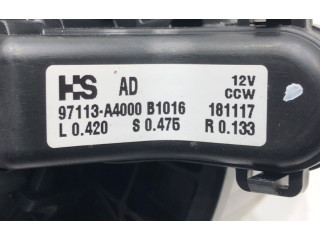 HS AD 12V
CCW
97113-A4000 B1016 181117
L 0.420 S 0.475 R 0.133